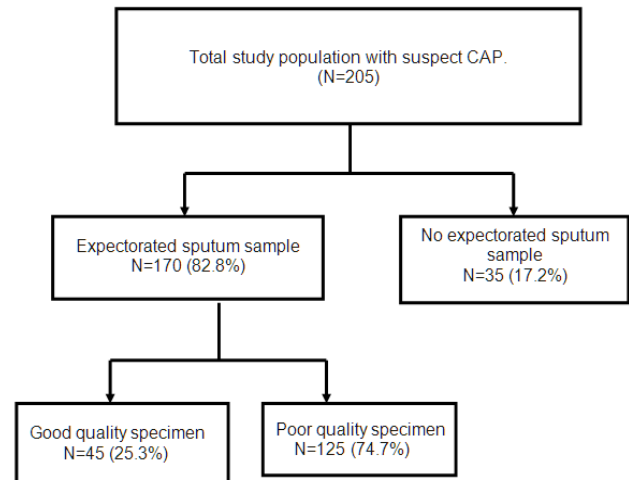 Total study population with suspect CAP.
(N=205)
Expectorated sputum sample
N=170 (82.8%)
No expectorated sputum
sample
N=35 (17.2%)
Good quality specimen
N=45 (25.3%)
Poor quality specimen
N=125 (74.7%)